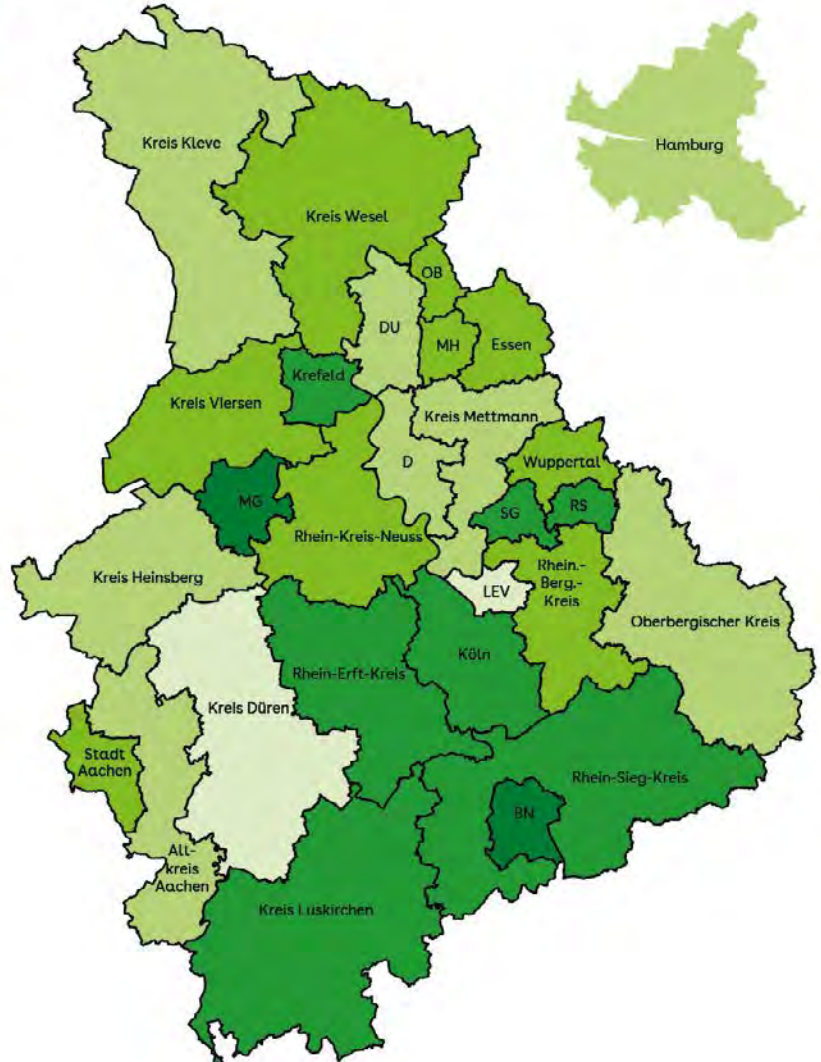 Kreis Kleve
Hamburg
Kreis Wesel
OB
DU
MH
Essen
Krefeld
Kreis Viersen
Kreis Mettmann
D
Wuppertal
MG
SG
RS
Rhein-Kreis-Neuss
Kreis Heinsberg
Rhein.-
Berg.-
Kreis
LEV
Oberbergischer Kreis
Köln
Rhein-Erft-Kreis
Kreis Düren
Stadt
Aachen
Rhein-Sieg-Kreis
BN
Alt-
kreis
Aachen
Kreis Luskirchen